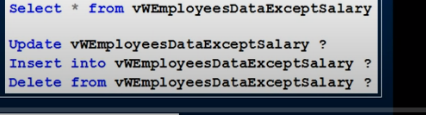 Select * from vWEmployeesDataExceptSalary
Update vWEmployeesDataExceptSalary ?
Insert into vWEmployeesDataExceptSalary ?
Delete from vWEmployeesDataExceptSalary ?